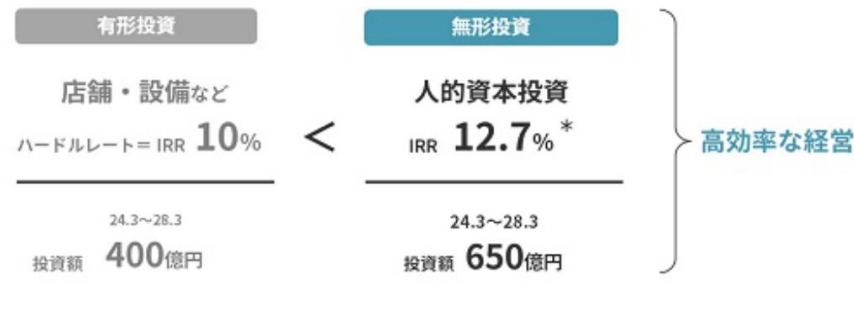 有形投資
店舗・設備など
ハードルレート＝ IRR 10%
24.3〜28.3
投資額 400億円
＜
無形投資
人的資本投資
IRR 12.7%＊
24.3〜28.3
投資額 650億円
高効率な経営